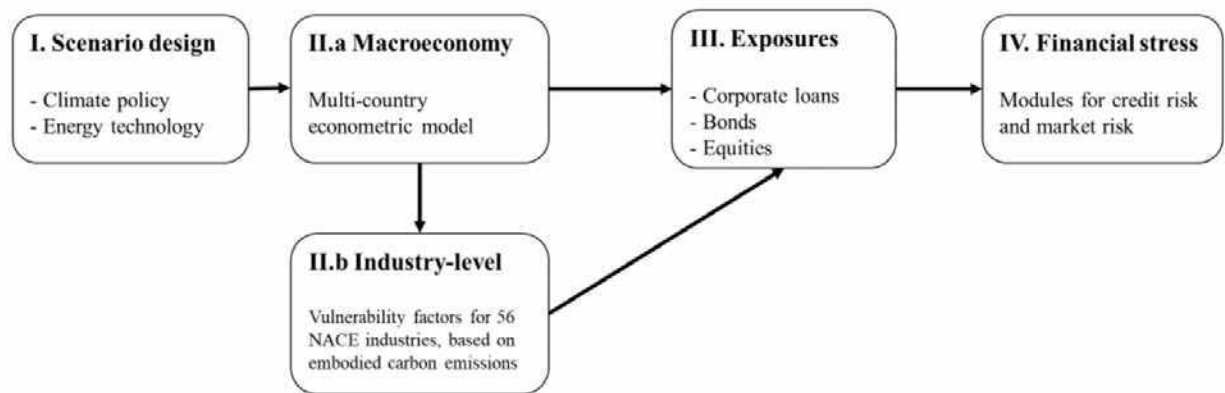 I. Scenario design
- Climate policy
- Energy technology
II.a Macroeconomy
Multi-country
econometric model
II.b Industry-level
Vulnerability factors for 56
NACE industries, based on
embodied carbon emissions
III. Exposures
- Corporate loans
- Bonds
- Equities
IV. Financial stress
Modules for credit risk
and market risk